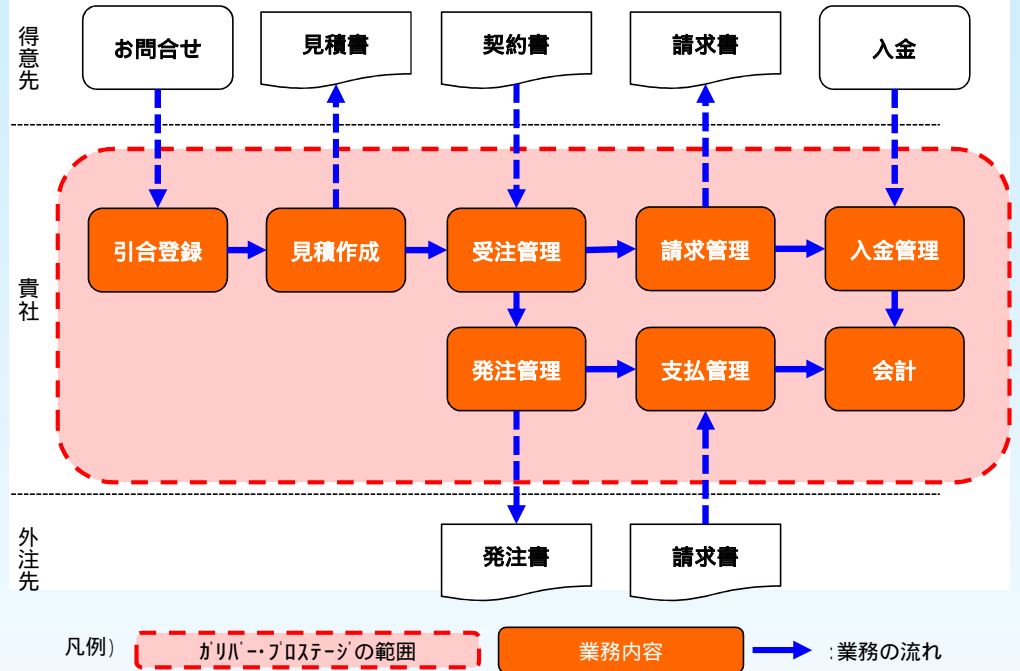 得意先
お問合せ
見積書
契約書
請求書
入金
貴社
引合登録
見積作成
受注管理
請求管理
入金管理
発注管理
支払管理
会計
外注先
発注書
請求書
凡例)
ｶﾞﾘﾊﾞｰ・ﾌﾟﾛｽﾃｰｼﾞの範囲
業務内容
:業務の流れ